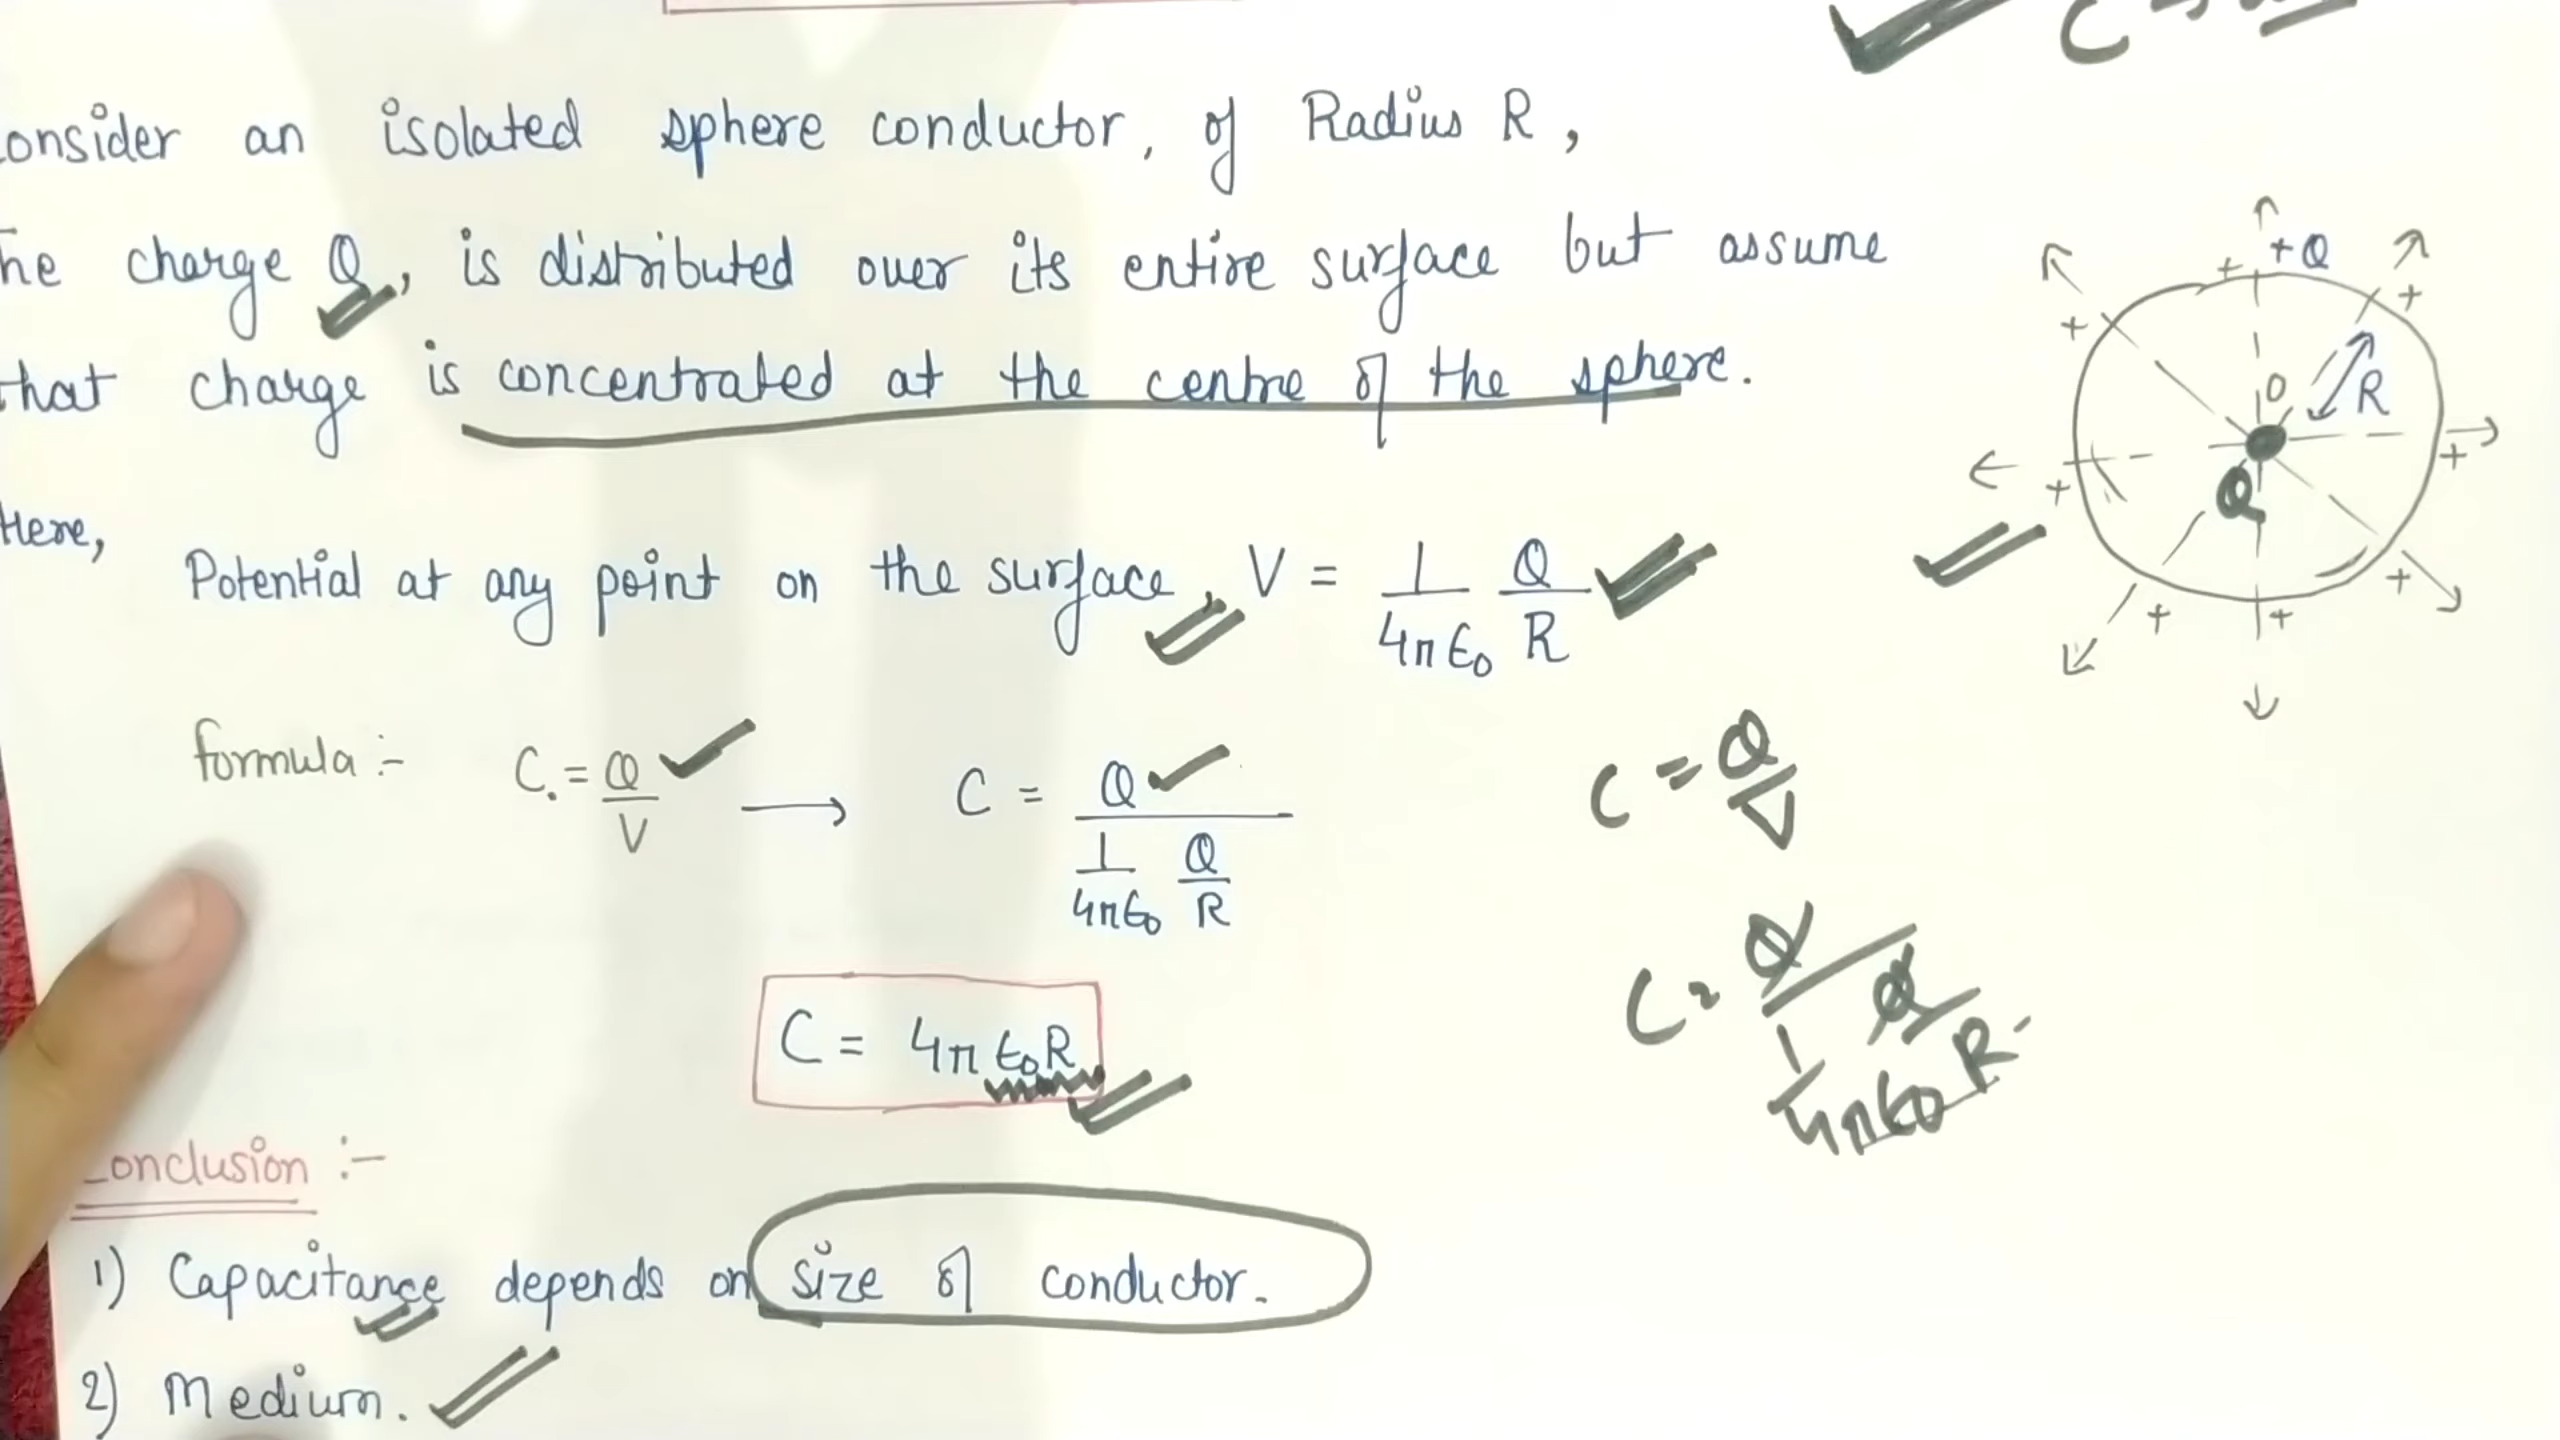 onsider an isolated sphere conductor, of Radius R,
he charge Q, is distributed over its entire surface but assume
that charge is concentrated at the centre of the sphere.
+Q
R
O
Q
Here, Potential at any point on the surface, V = 1/4πϵ₀ Q/R
formula :- C = Q/V → C = Q / (1/4πϵ₀ Q/R)
C = Q/V
C = Q / (1/4πϵ₀ Q/R)
C = 4πϵ₀R
Conclusion :-
1) Capacitance depends on size of conductor.
2) Medium.